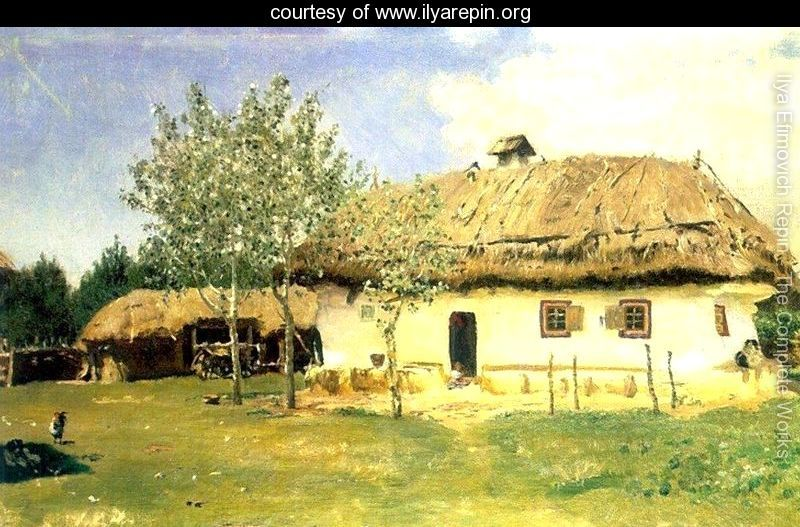 courtesy of www.ilyarepin.org
Ilya Efimovich Repin: The Complete Works